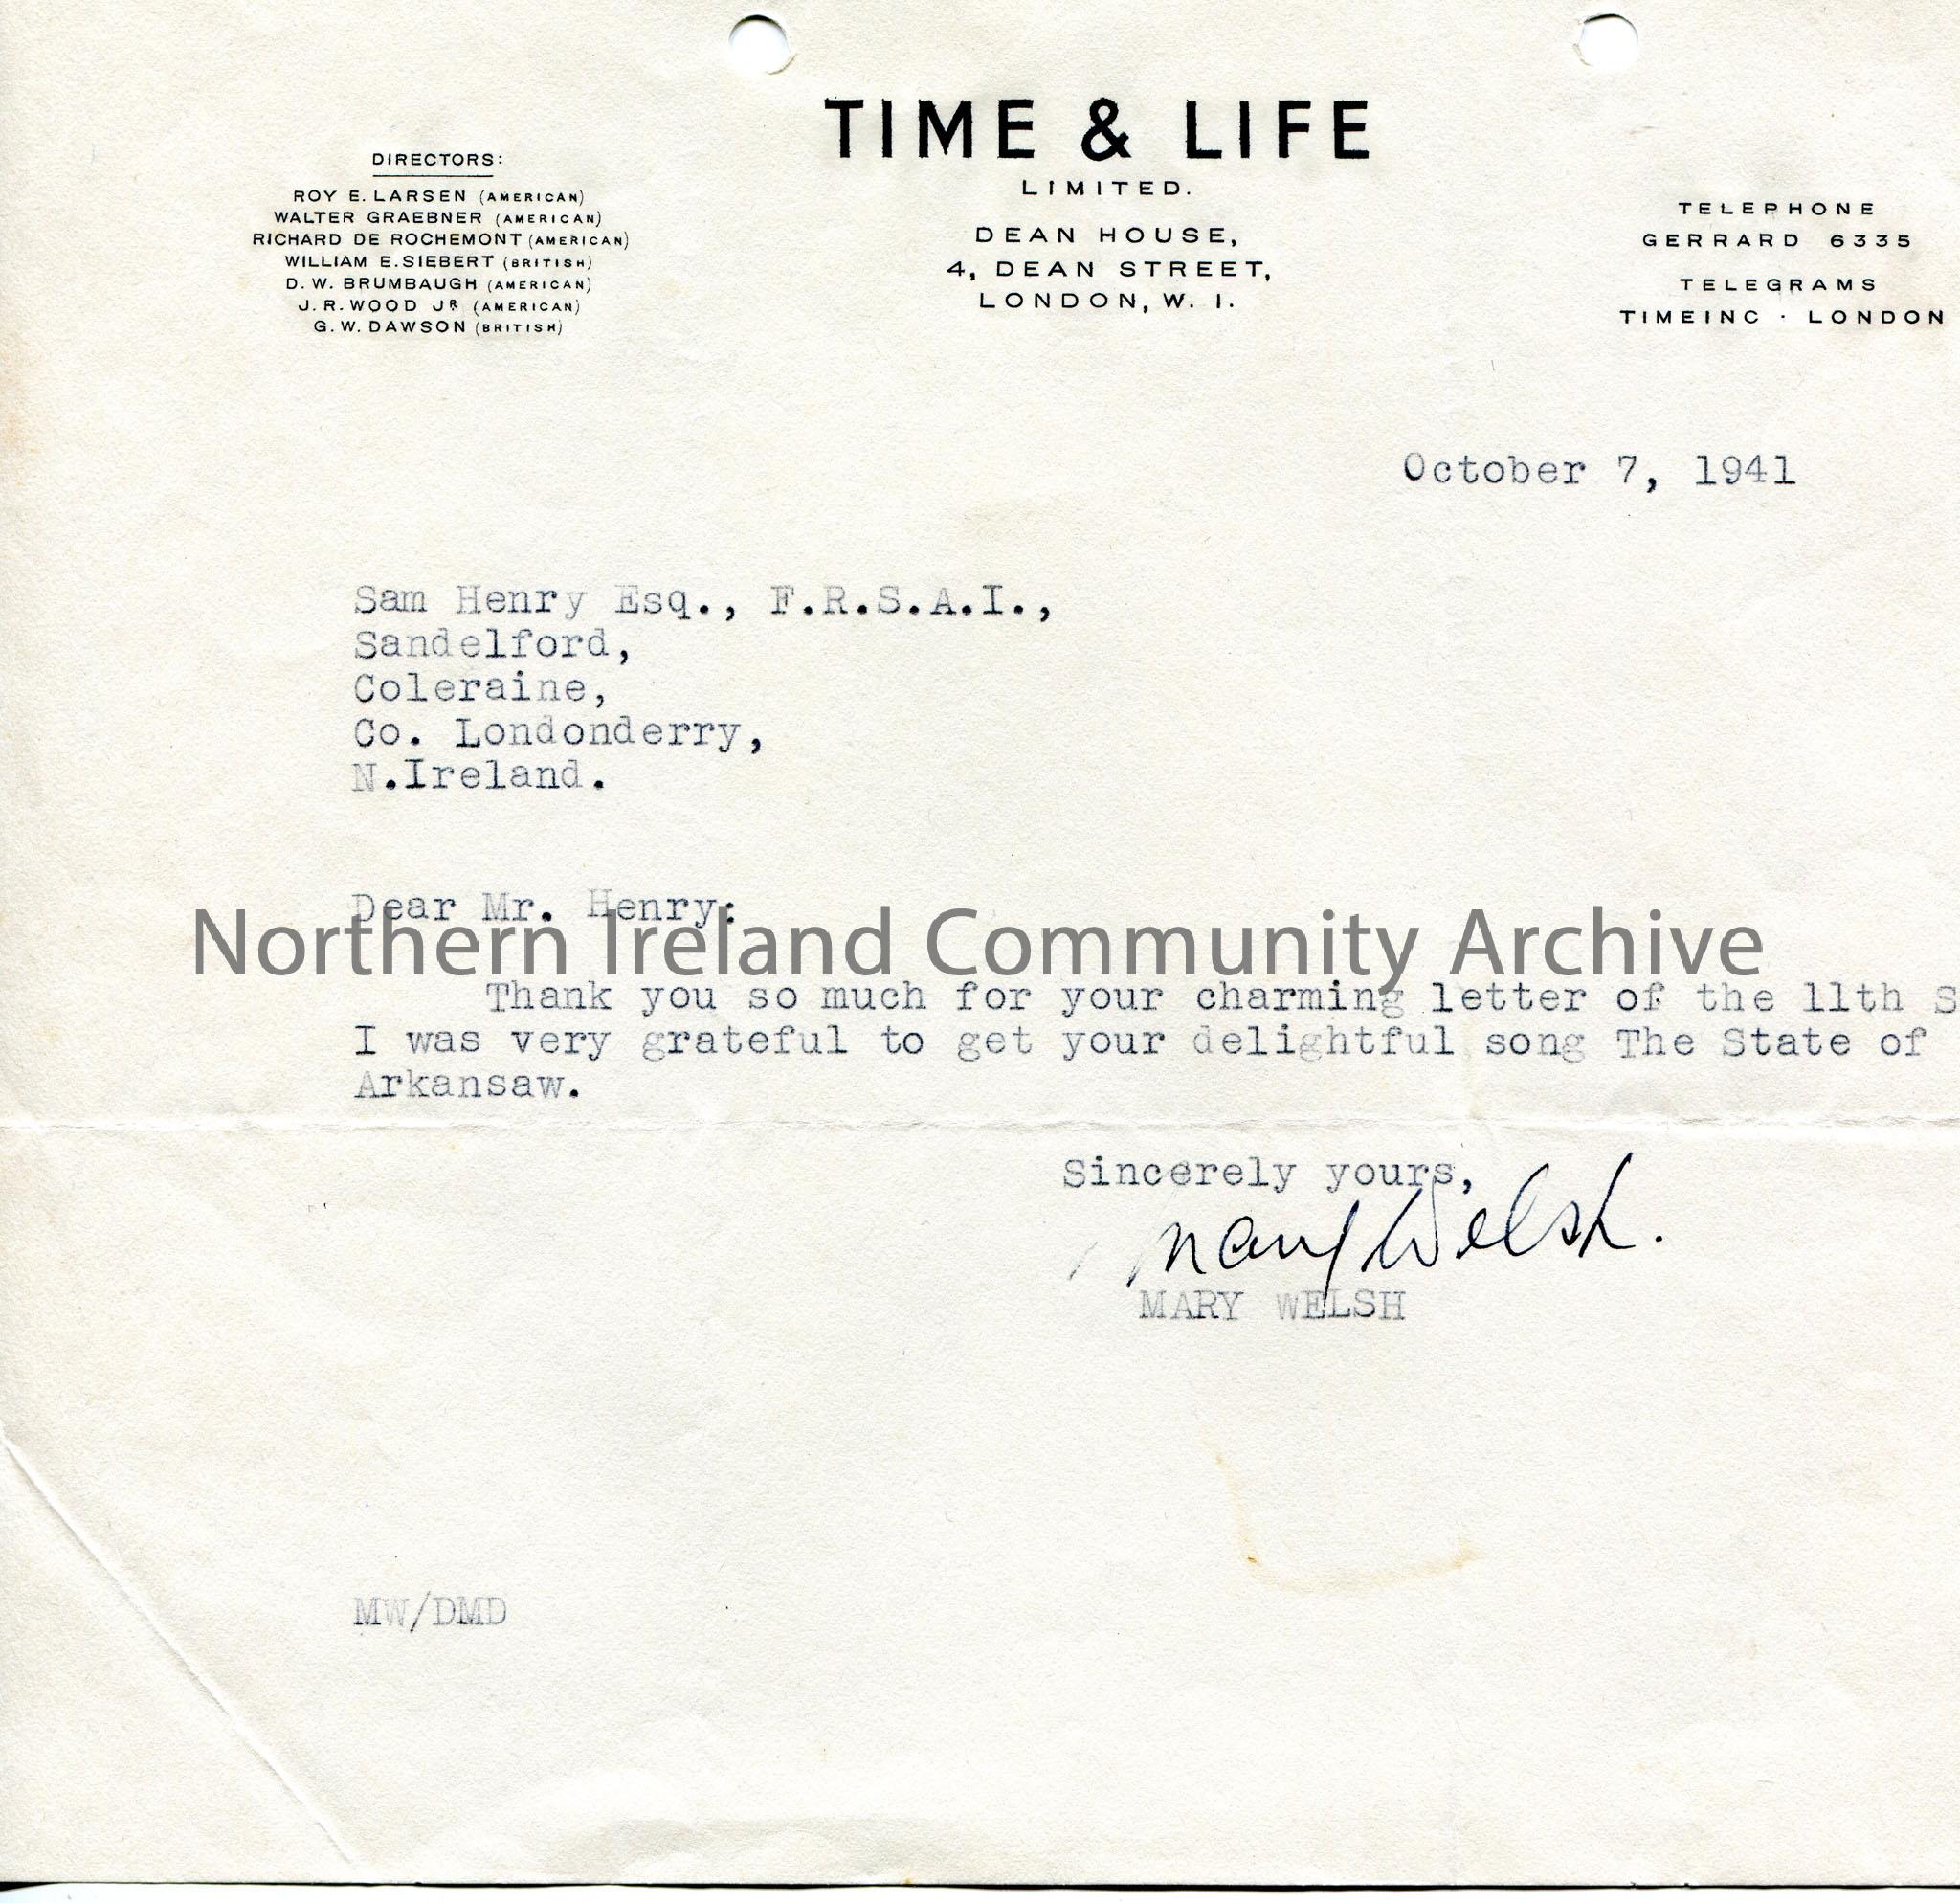 TIME & LIFE
LIMITED.
DEAN HOUSE,
4, DEAN STREET,
LONDON, W. 1.
DIRECTORS:
ROY E. LARSEN (AMERICAN)
WALTER GRAEBNER (AMERICAN)
RICHARD DE ROCHEMONT (AMERICAN)
WILLIAM E. SIEBERT (BRITISH)
D. W. BRUMBAUGH (AMERICAN)
J. R. WOOD JR (AMERICAN)
G. W. DAWSON (BRITISH)
TELEPHONE
GERRARD 6335
TELEGRAMS
TIMEINC · LONDON
October 7, 1941
Sam Henry Esq., F.R.S.A.I.,
Sandelford,
Coleraine,
Co. Londonderry,
N.Ireland.
Dear Mr. Henry:
Northern Ireland Community Archive
Thank you so much for your charming letter of the 11th S
I was very grateful to get your delightful song The State of
Arkansaw.
Sincerely yours,
Mary Welsh.
MARY WELSH
MW/DMD